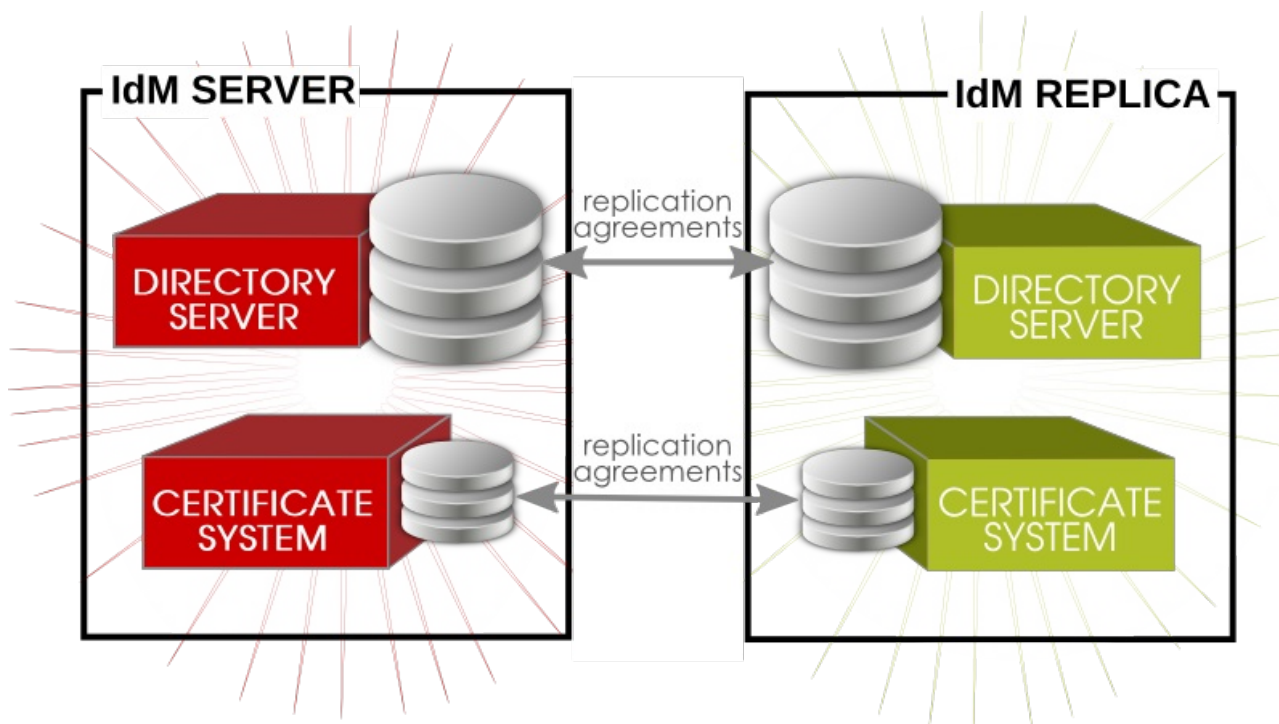 IdM SERVER
IdM REPLICA
replication
agreements
DIRECTORY
SERVER
DIRECTORY
SERVER
replication
agreements
CERTIFICATE
SYSTEM
CERTIFICATE
SYSTEM